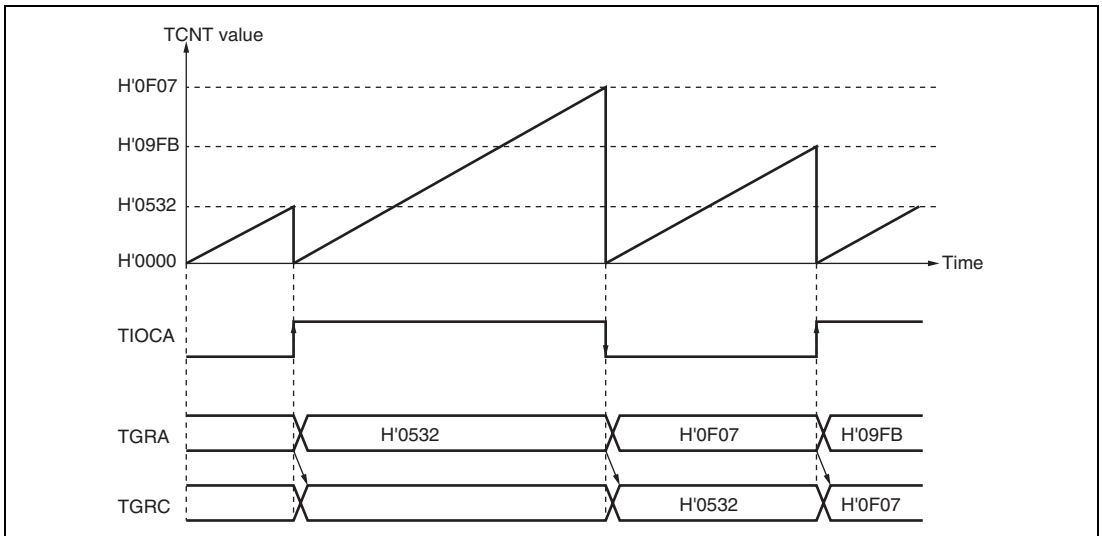 TCNT value
H'0F07
H'09FB
H'0532
H'0000
Time
TIOCA
TGRA
H'0532
H'0F07
H'09FB
TGRC
H'0532
H'0F07